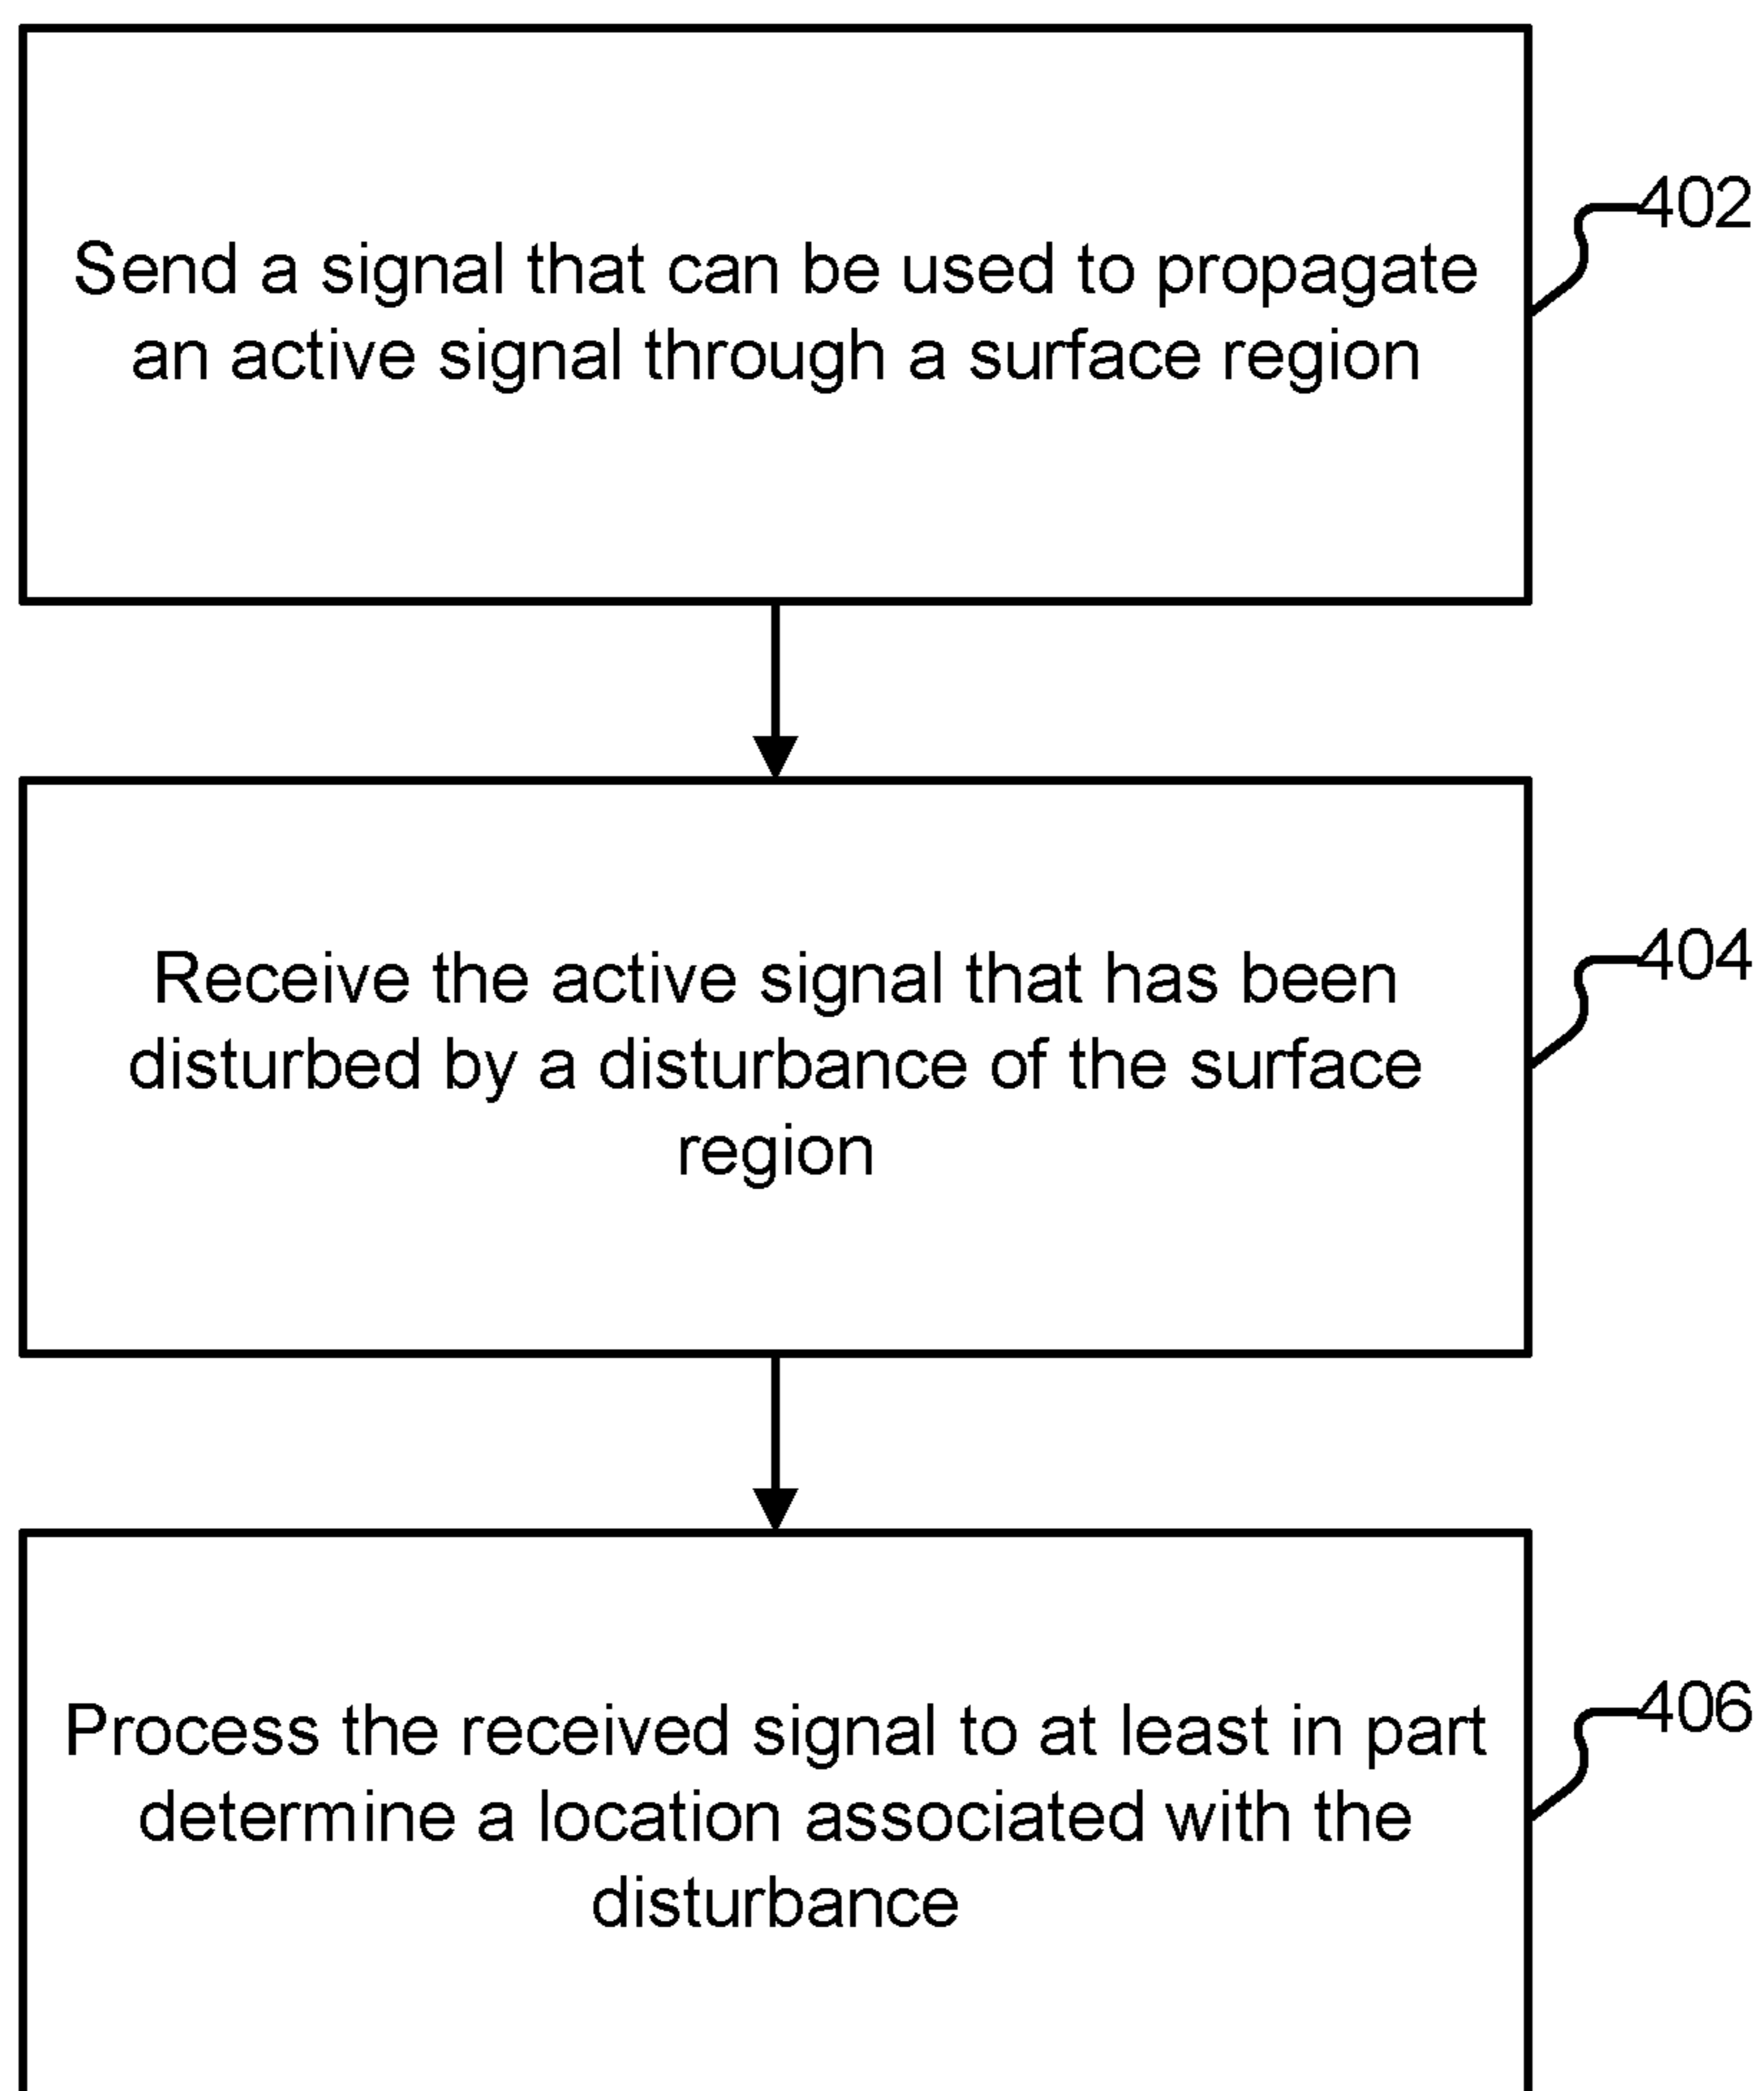 402
Send a signal that can be used to propagate
an active signal through a surface region
404
Receive the active signal that has been
disturbed by a disturbance of the surface
region
406
Process the received signal to at least in part
determine a location associated with the
disturbance